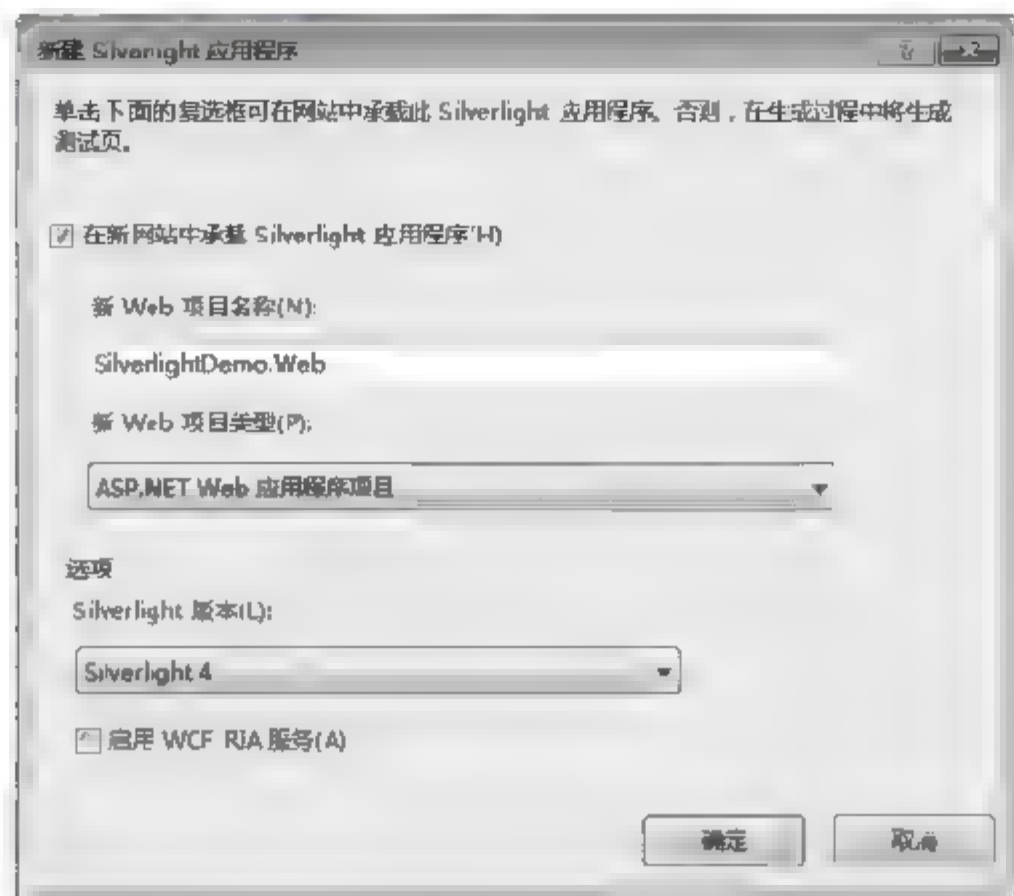 新建 Silverlight 应用程序
单击下面的复选框可在网站中承载此 Silverlight 应用程序。否则，在生成过程中将生成
测试页。
在新网站中承载 Silverlight 应用程序(H)
新 Web 项目名称(N):
SilverlightDemo.Web
新 Web 项目类型(P):
ASP.NET Web 应用程序项目
选项
Silverlight 版本(L):
Silverlight 4
启用 WCF RIA 服务(A)
确定
取消